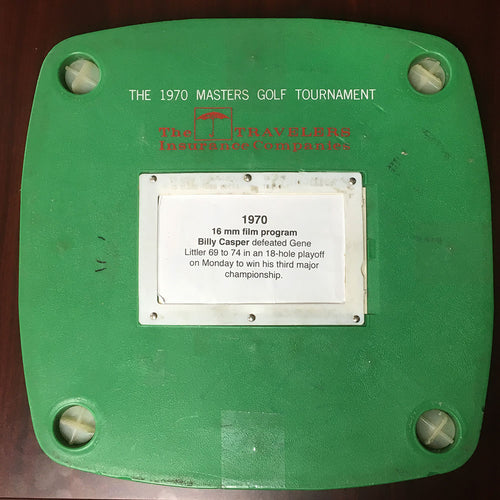 THE 1970 MASTERS GOLF TOURNAMENT
The TRAVELERS
Insurance Companies
1970
16 mm film program
Billy Casper defeated Gene
Littler 69 to 74 in an 18-hole playoff
on Monday to win his third major
championship.